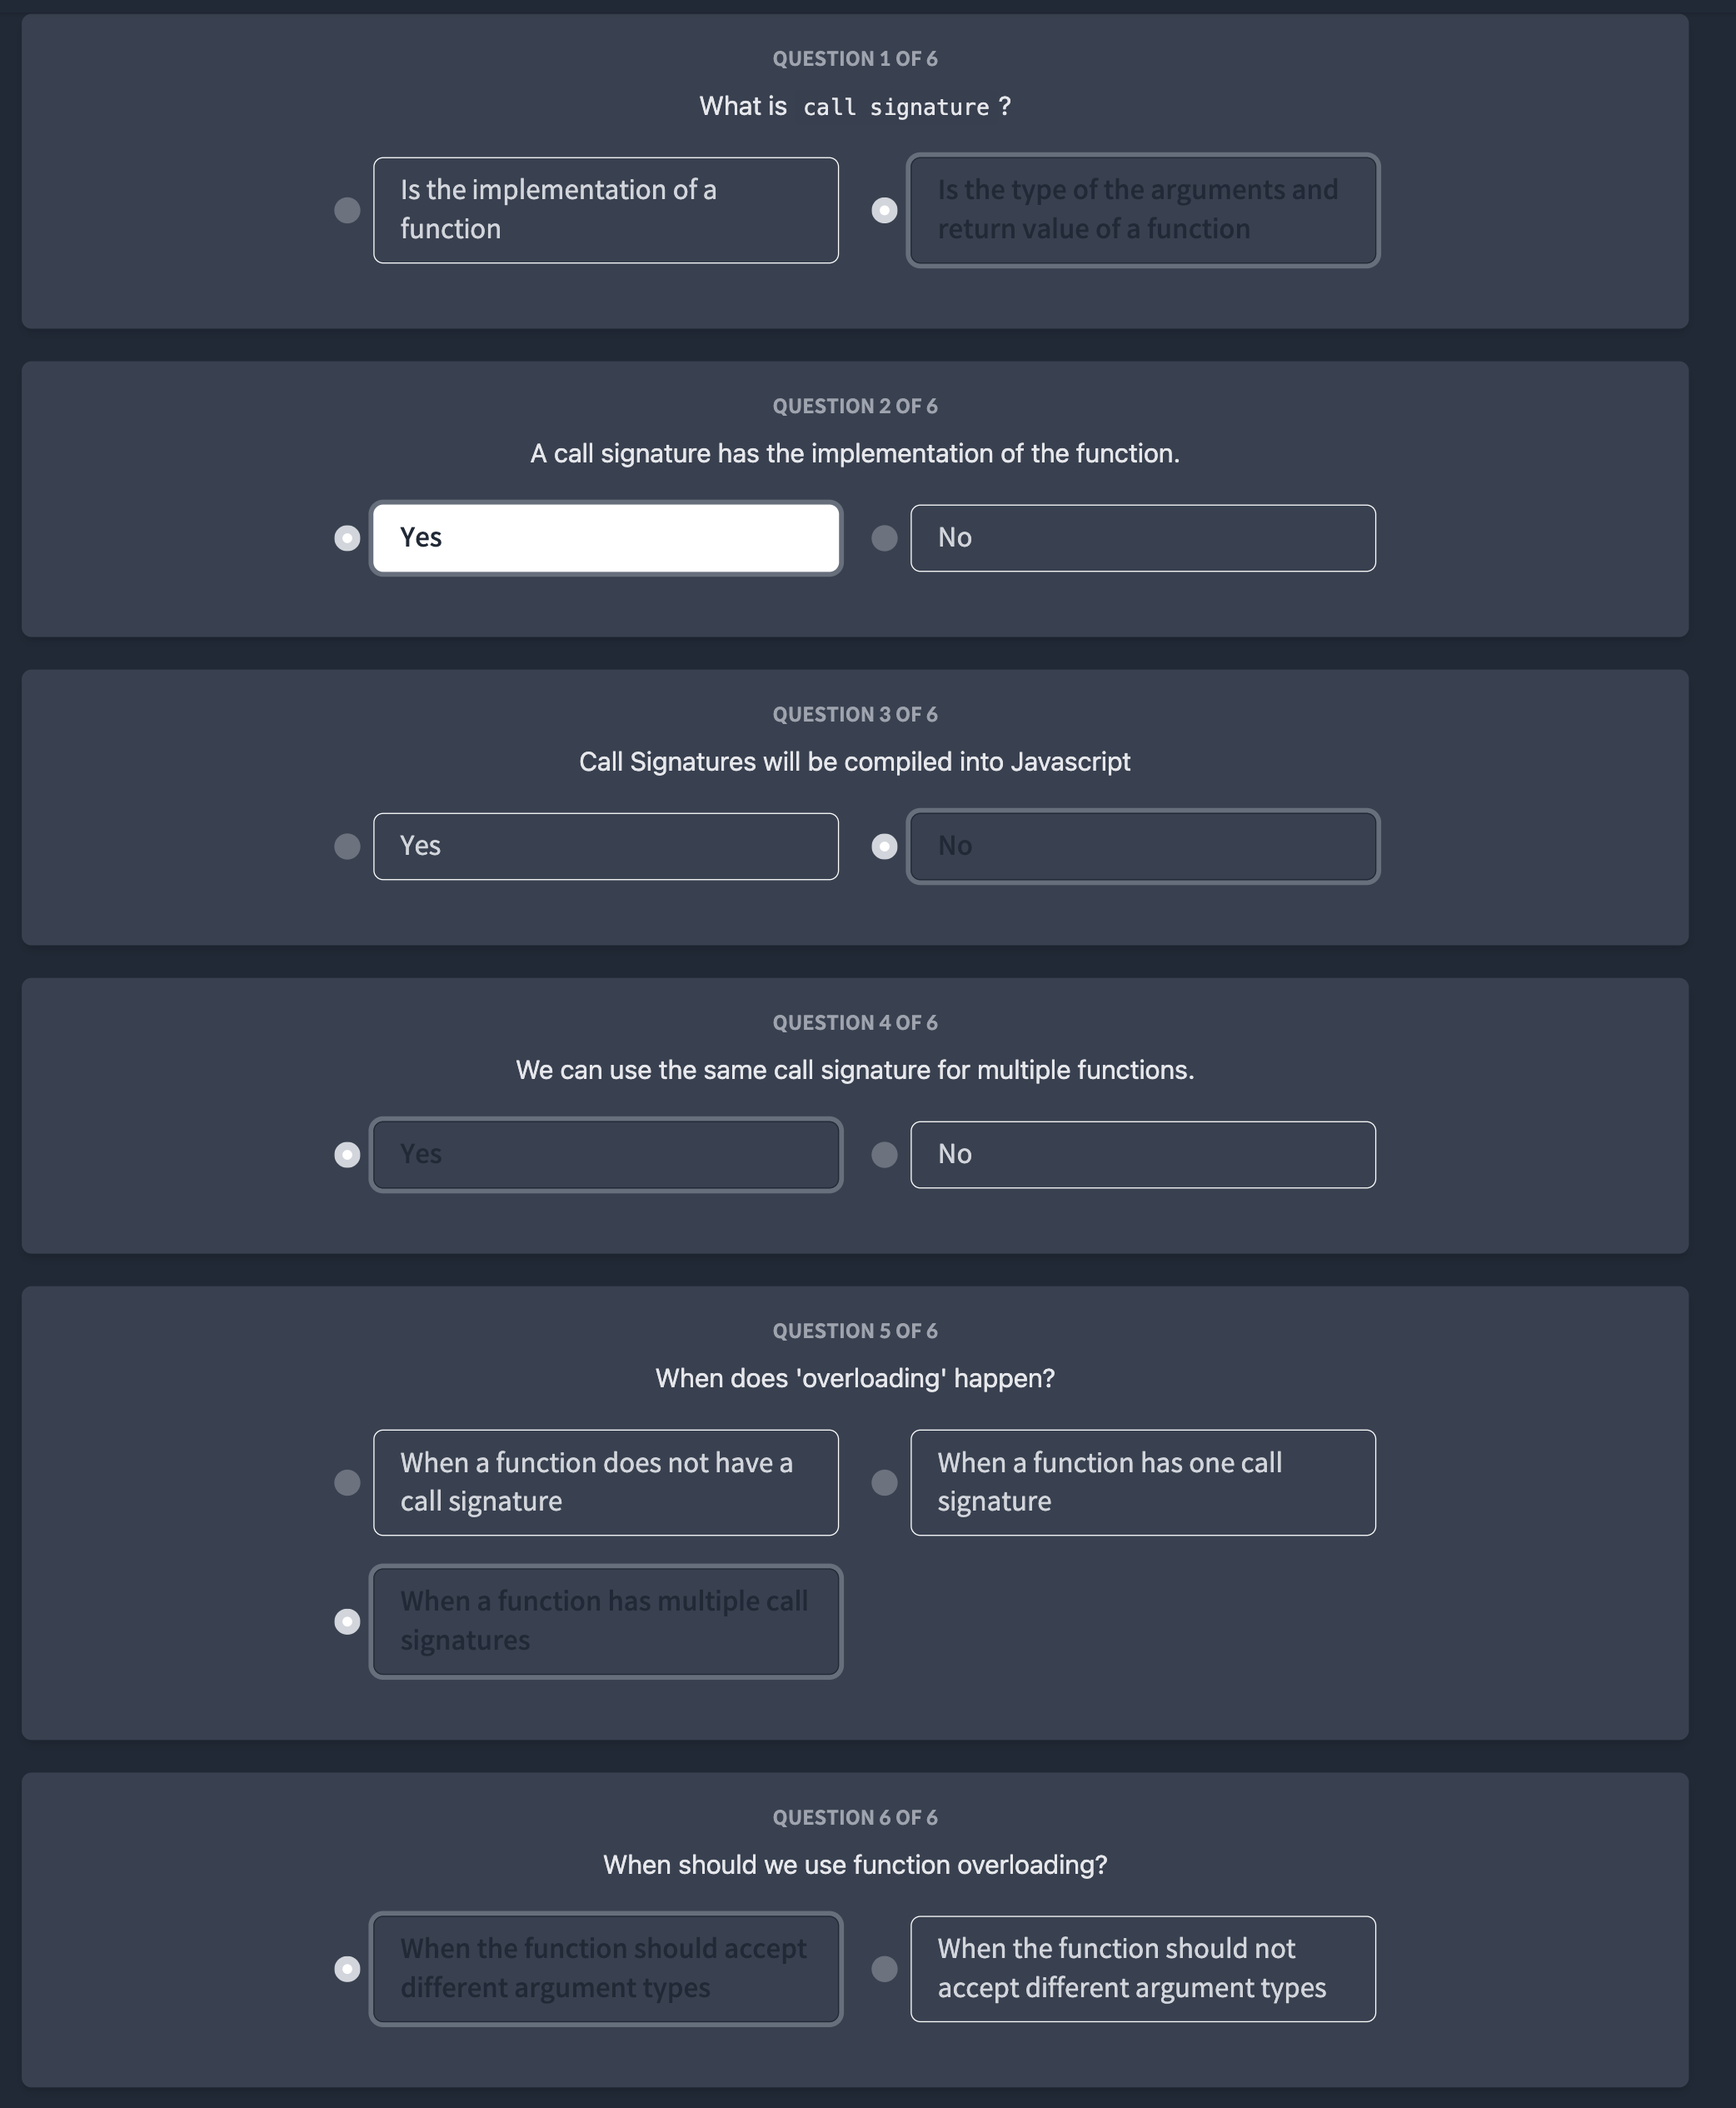 QUESTION 1 OF 6
What is call signature ?
Is the implementation of a
function
Is the type of the arguments and
return value of a function
QUESTION 2 OF 6
A call signature has the implementation of the function.
Yes
No
QUESTION 3 OF 6
Call Signatures will be compiled into Javascript
Yes
No
QUESTION 4 OF 6
We can use the same call signature for multiple functions.
Yes
No
QUESTION 5 OF 6
When does 'overloading' happen?
When a function does not have a
call signature
When a function has one call
signature
When a function has multiple call
signatures
QUESTION 6 OF 6
When should we use function overloading?
When the function should accept
different argument types
When the function should not
accept different argument types